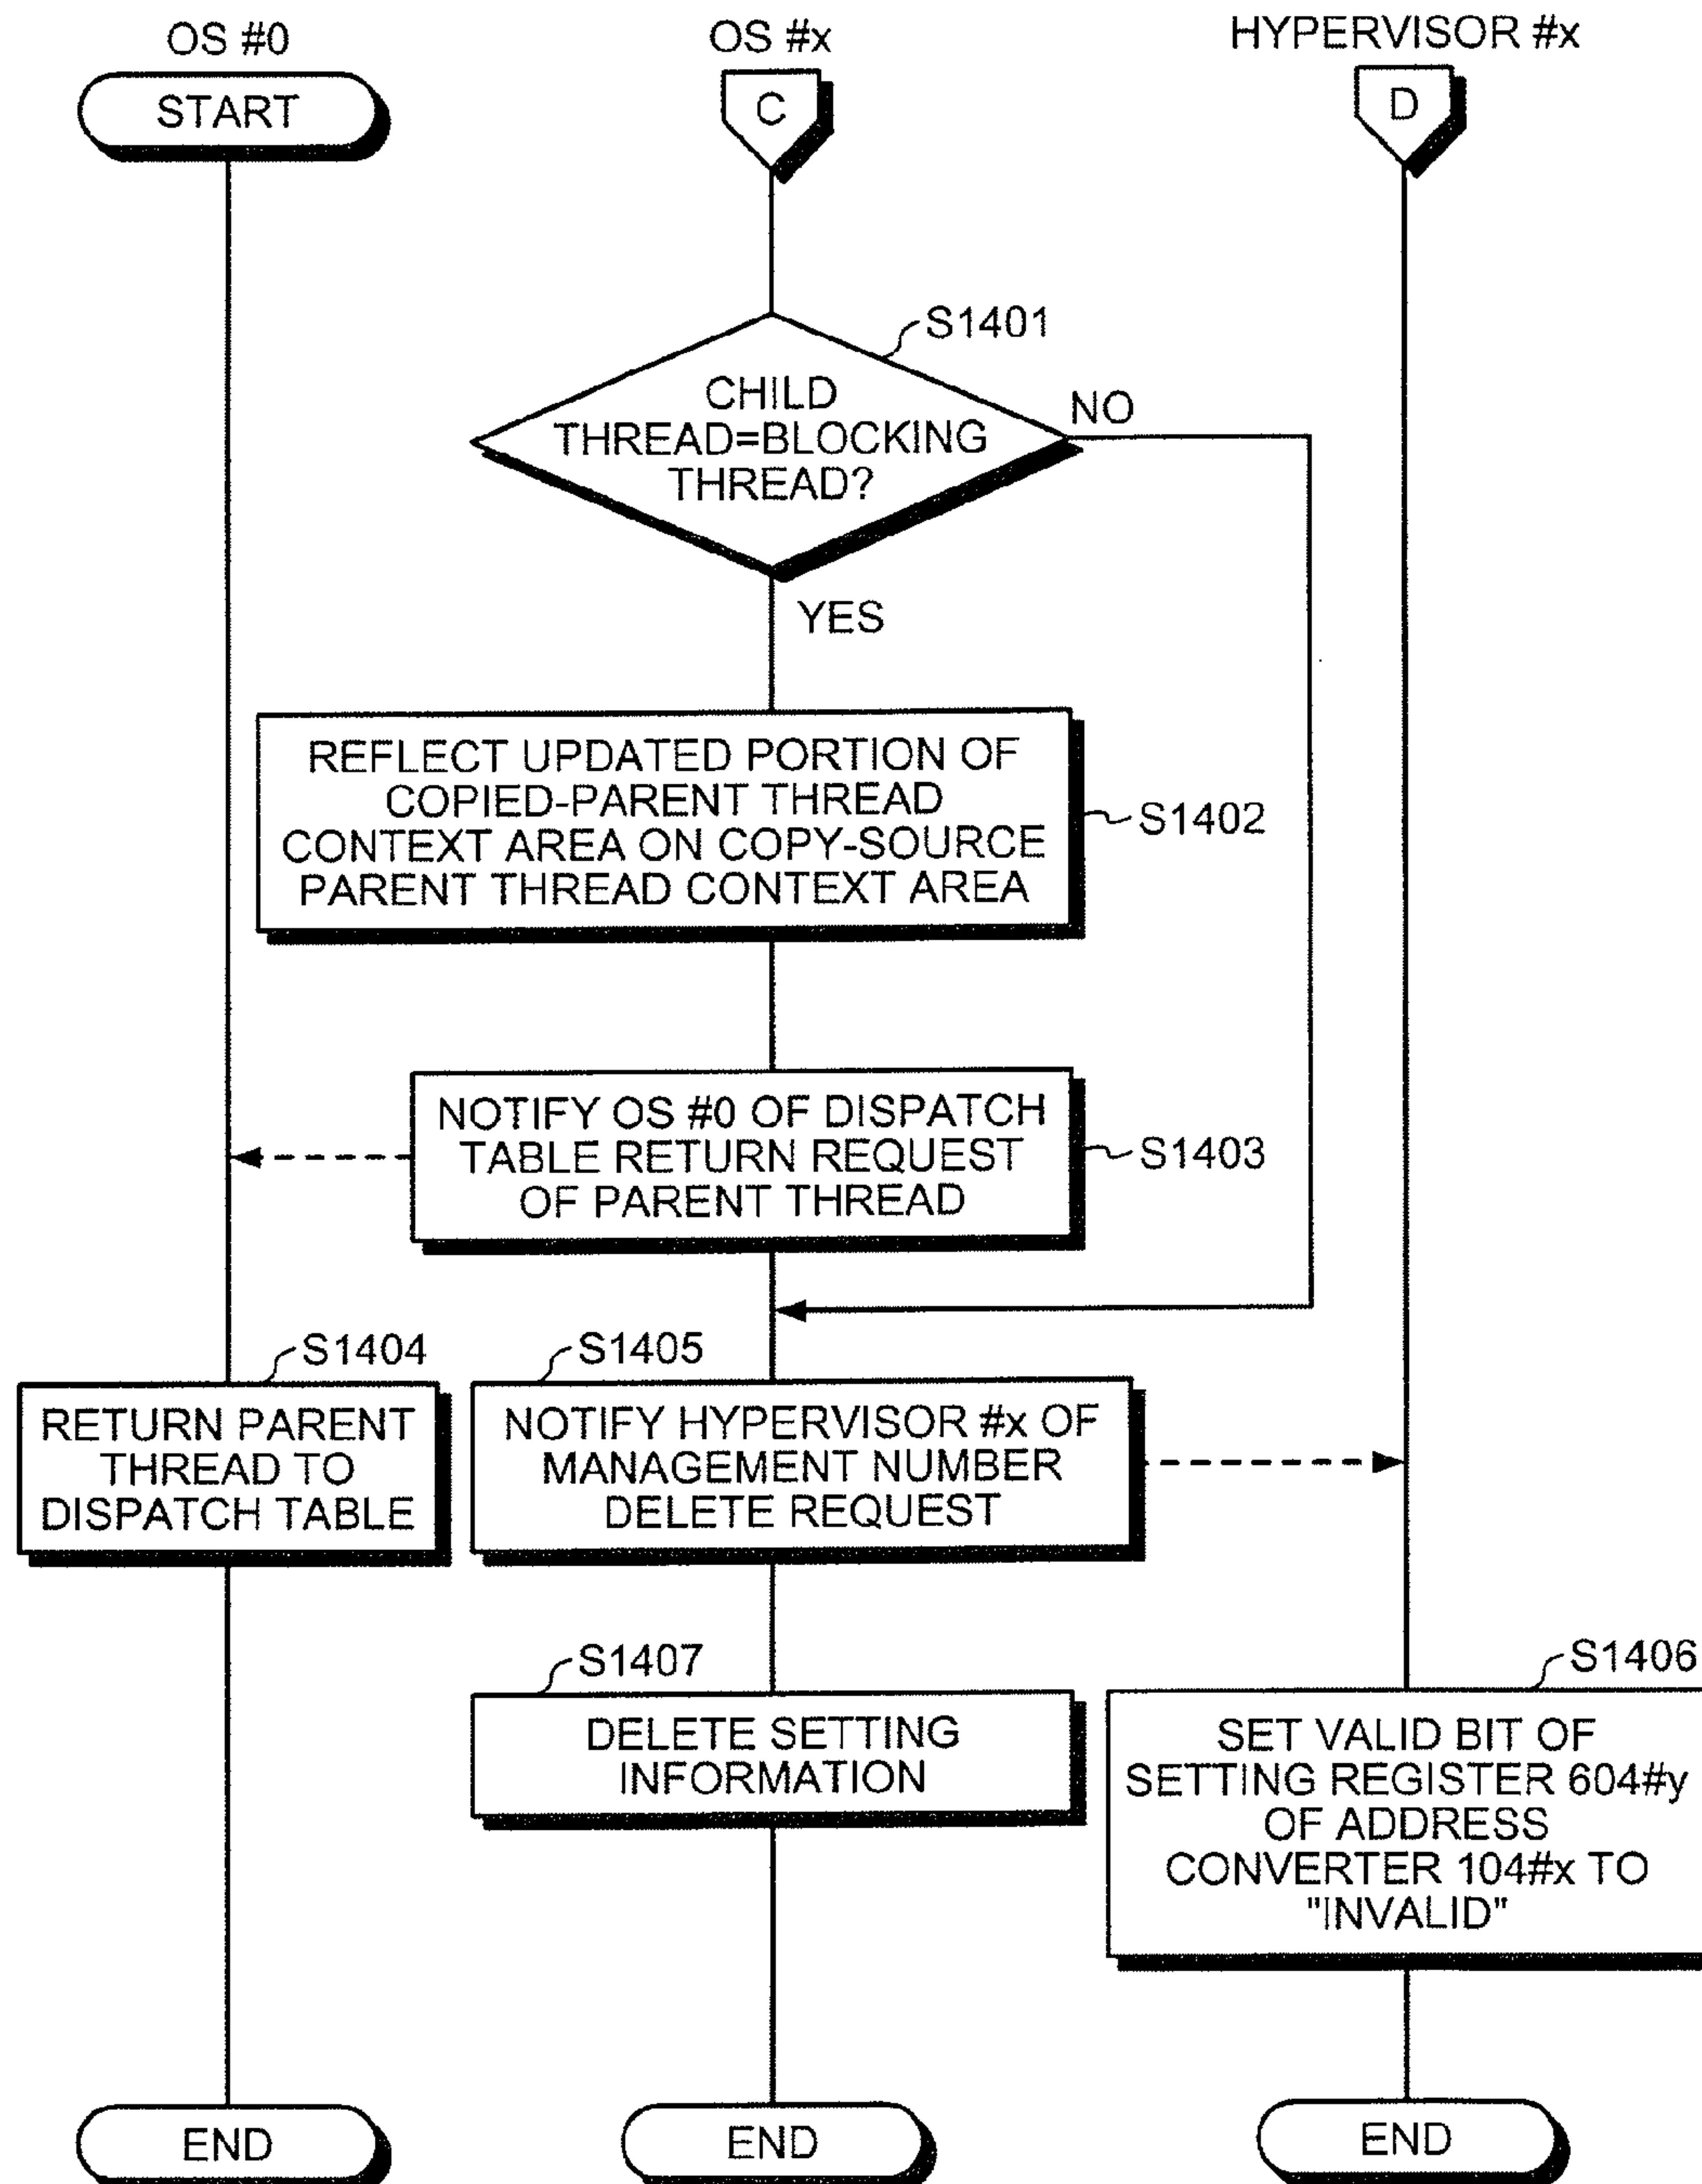 OS #0
OS #x
HYPERVISOR #x
START
C
D
S1401
CHILD
THREAD=BLOCKING
THREAD?
NO
YES
REFLECT UPDATED PORTION OF
COPIED-PARENT THREAD
CONTEXT AREA ON COPY-SOURCE
PARENT THREAD CONTEXT AREA
S1402
NOTIFY OS #0 OF DISPATCH
TABLE RETURN REQUEST
OF PARENT THREAD
S1403
S1404
RETURN PARENT
THREAD TO
DISPATCH TABLE
S1405
NOTIFY HYPERVISOR #x OF
MANAGEMENT NUMBER
DELETE REQUEST
S1407
DELETE SETTING
INFORMATION
S1406
SET VALID BIT OF
SETTING REGISTER 604#y
OF ADDRESS
CONVERTER 104#x TO
"INVALID"
END
END
END